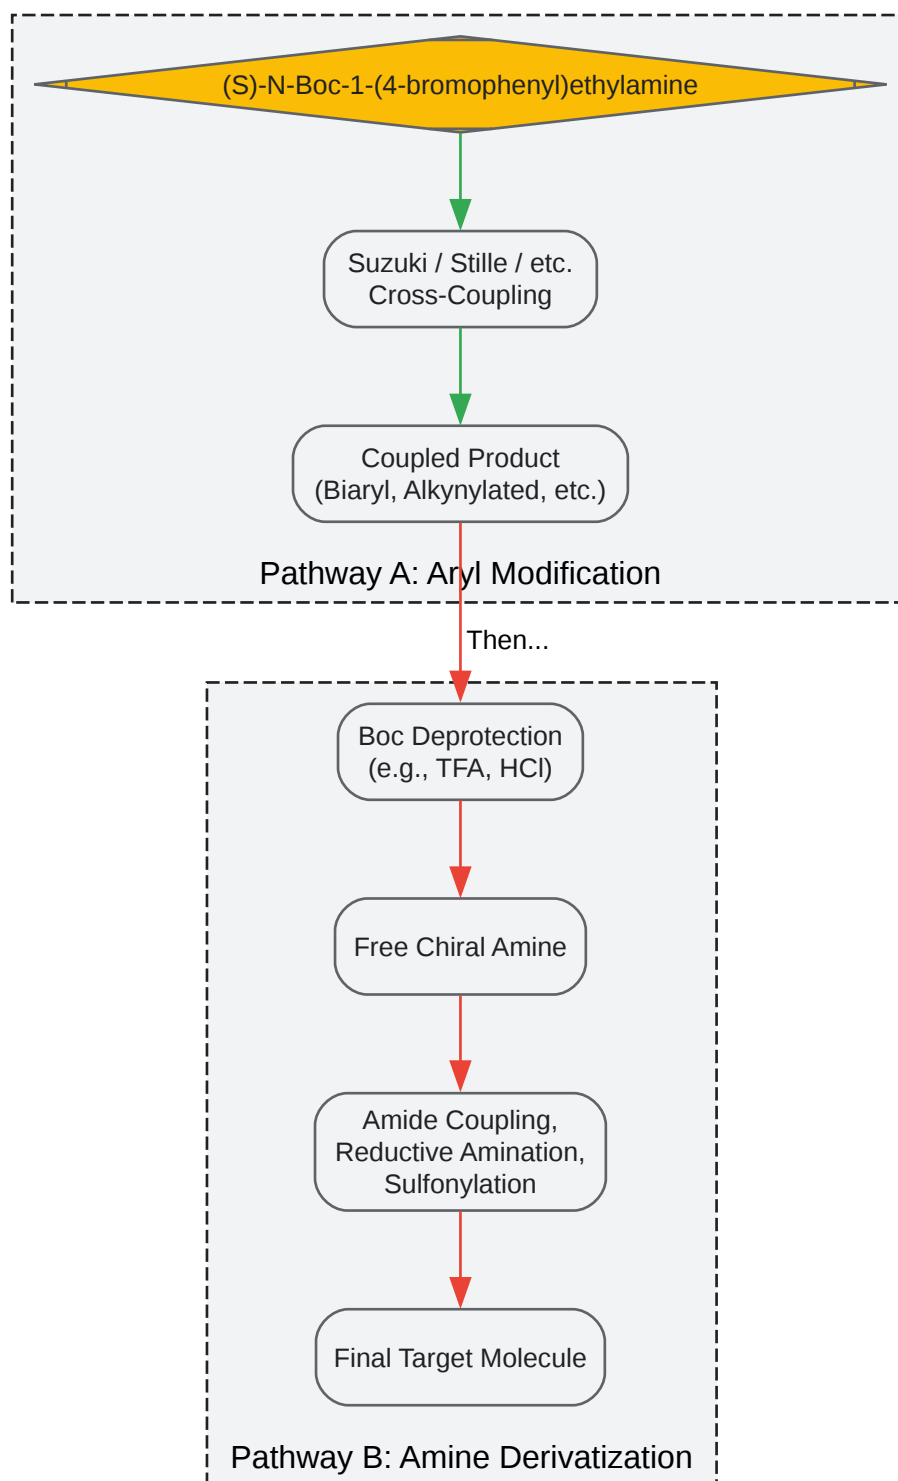 (S)-N-Boc-1-(4-bromophenyl)ethylamine
Suzuki / Stille / etc.
Cross-Coupling
Coupled Product
(Biaryl, Alkynylated, etc.)
Pathway A: Aryl Modification
Then...
Boc Deprotection
(e.g., TFA, HCl)
Free Chiral Amine
Amide Coupling,
Reductive Amination,
Sulfonylation
Final Target Molecule
Pathway B: Amine Derivatization